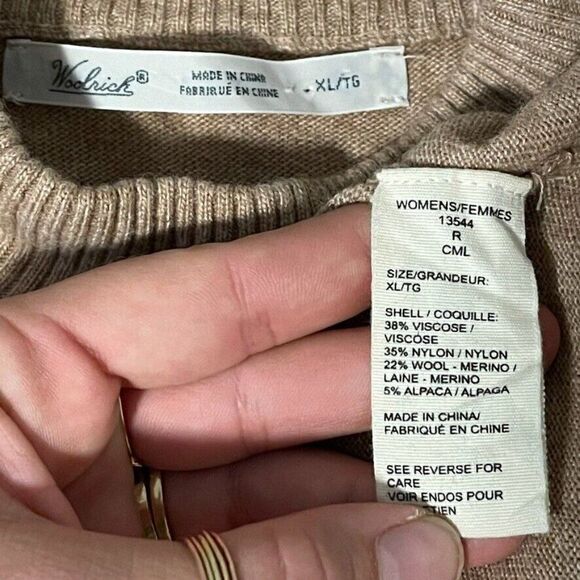 Woolrich®
MADE IN CHINA
FABRIQUÉ EN CHINE
XL/TG
WOMENS/FEMMES
13544
R
CML
SIZE/GRANDEUR:
XL/TG
SHELL / COQUILLE:
38% VISCOSE /
VISCOSE
35% NYLON / NYLON
22% WOOL - MERINO /
LAINE - MERINO
5% ALPACA / ALPAGA
MADE IN CHINA/
FABRIQUÉ EN CHINE
SEE REVERSE FOR
CARE
VOIR ENDOS POUR